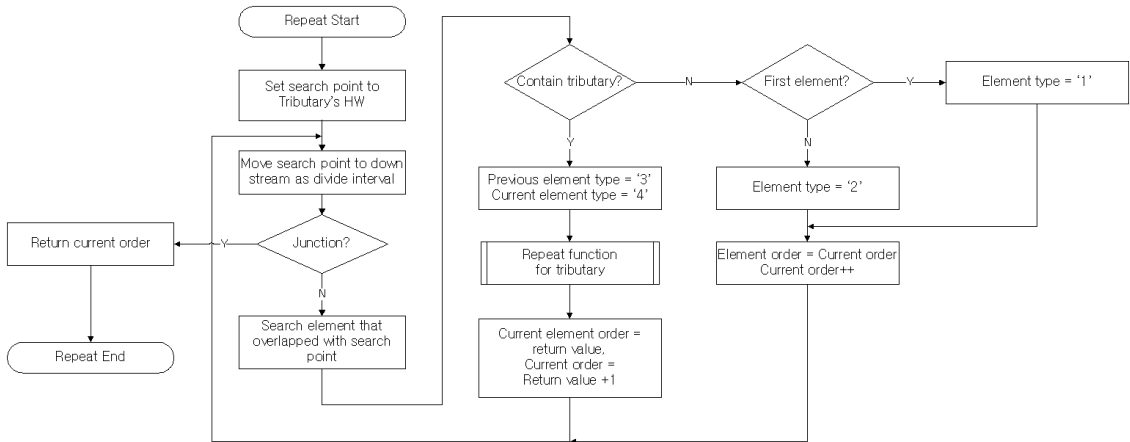 Repeat Start
Set search point to
Tributary's HW
Move search point to down
stream as divide interval
Junction?
Y
Return current order
Repeat End
N
Search element that
overlapped with search
point
Contain tributary?
N
First element?
Y
Element type = ‘1’
Y
N
Previous element type = ‘3’
Current element type = ‘4’
Element type = ‘2’
Repeat function
for tributary
Element order = Current order
Current order++
Current element order =
return value,
Current order =
Return value +1